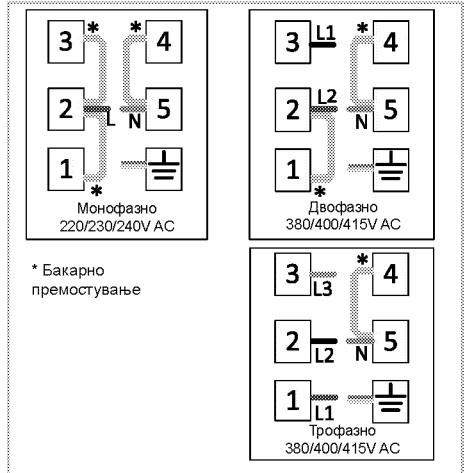 3 * * 4
2 L N 5
1 *
Монофазно
220/230/240V AC
3 L1 * 4
2 L2 N 5
1 *
Двофазно
380/400/415V AC
* Бакарно
премостување
3 L3 * 4
2 L2 N 5
1 L1
Трофазно
380/400/415V AC